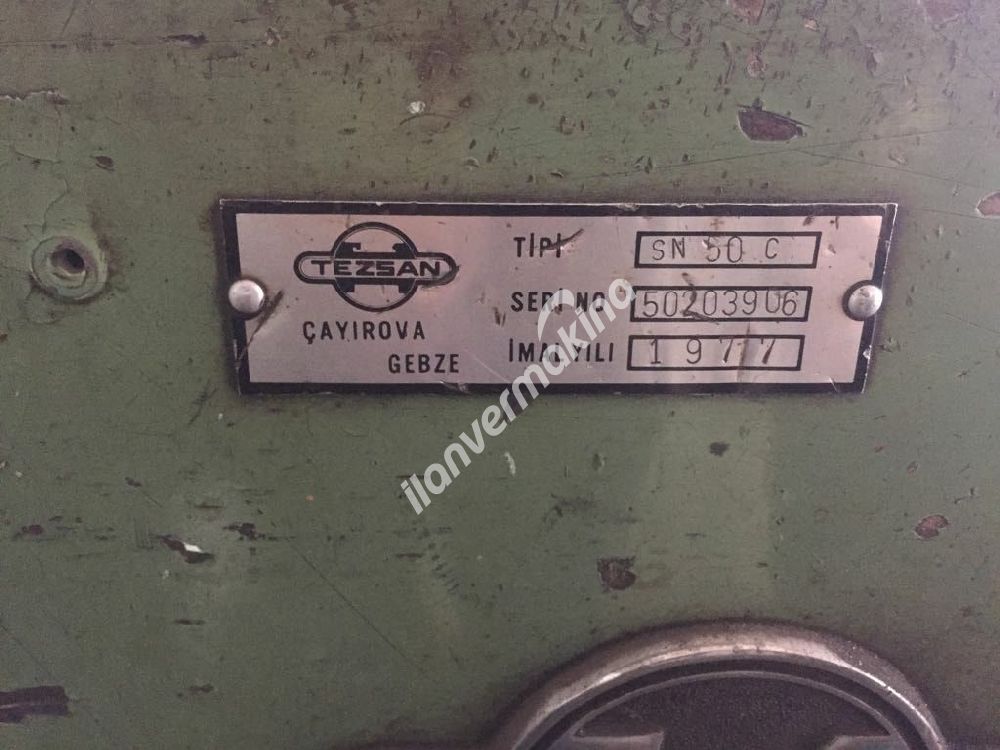 TEZSAN
ÇAYIROVA
GEBZE
TİPİ SN 50 C
SERİ NO 50203906
İMAL YILI 1977
ilanvermakina